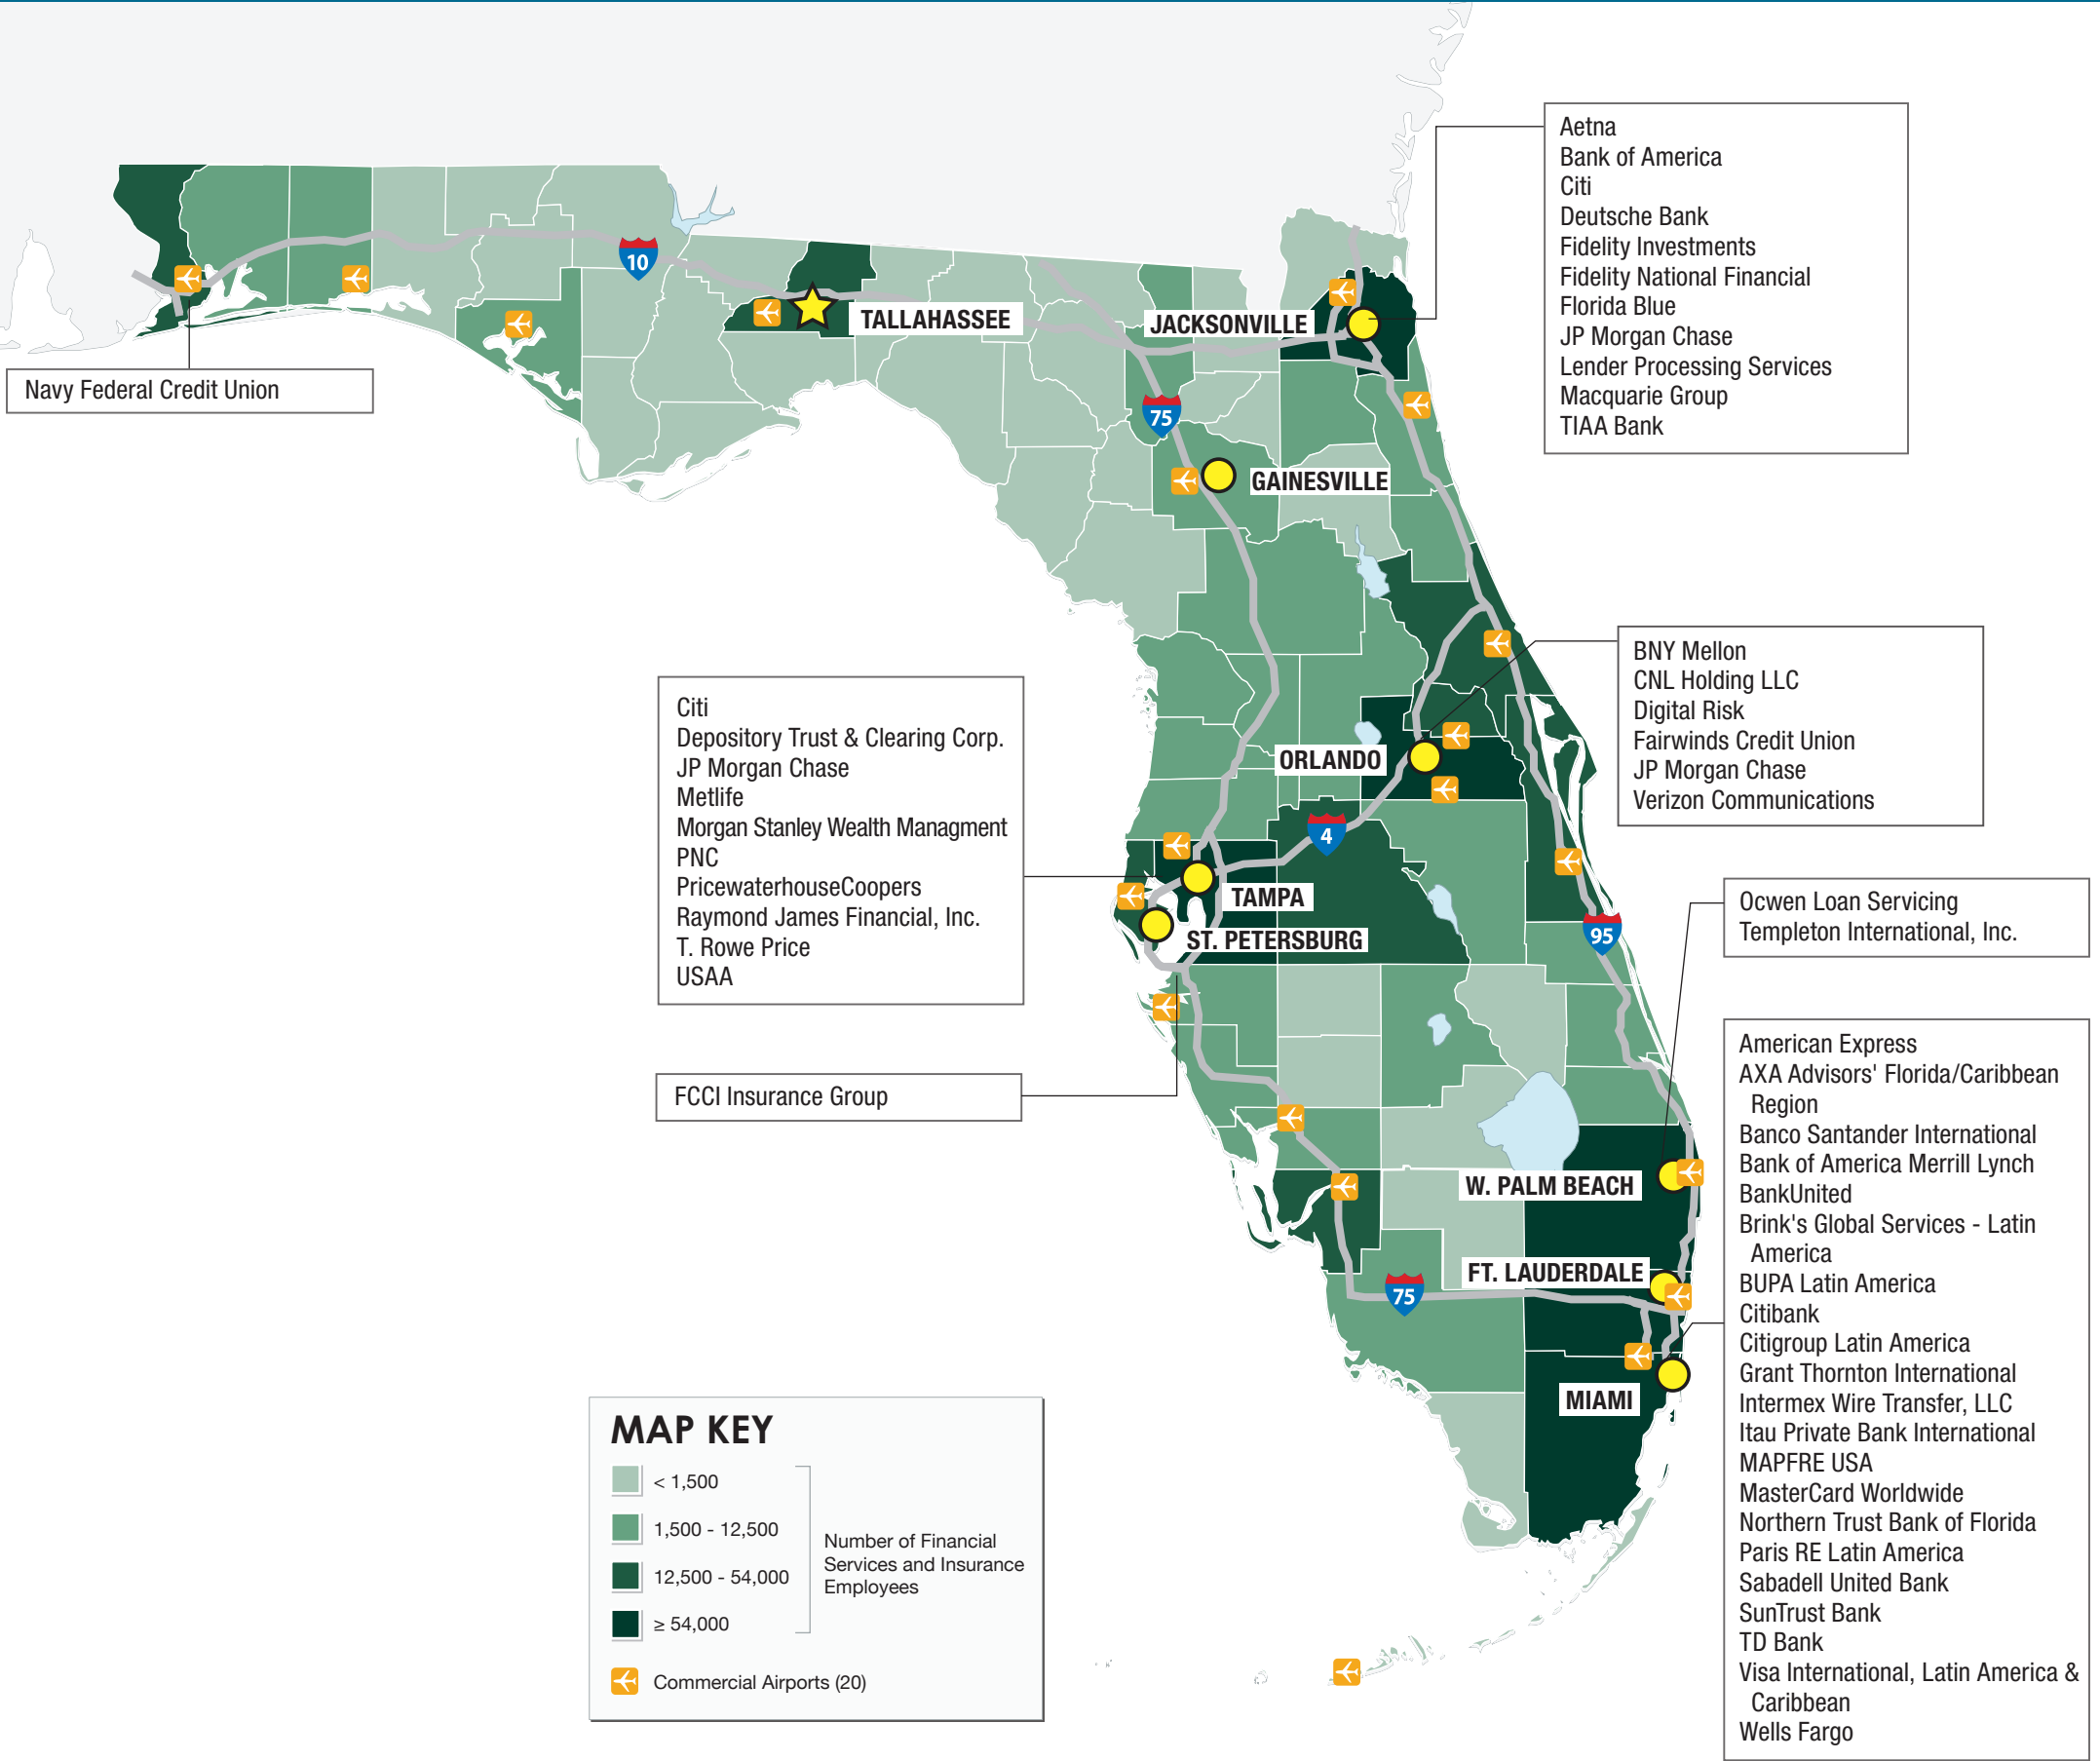 Aetna
Bank of America
Citi
Deutsche Bank
Fidelity Investments
Fidelity National Financial
Florida Blue
JP Morgan Chase
Lender Processing Services
Macquarie Group
TIAA Bank
10
TALLAHASSEE
JACKSONVILLE
Navy Federal Credit Union
75
GAINESVILLE
BNY Mellon
CNL Holding LLC
Digital Risk
Fairwinds Credit Union
JP Morgan Chase
Verizon Communications
Citi
Depository Trust & Clearing Corp.
JP Morgan Chase
Metlife
Morgan Stanley Wealth Managment
PNC
PricewaterhouseCoopers
Raymond James Financial, Inc.
T. Rowe Price
USAA
ORLANDO
4
TAMPA
ST. PETERSBURG
95
Ocwen Loan Servicing
Templeton International, Inc.
FCCI Insurance Group
W. PALM BEACH
FT. LAUDERDALE
75
MIAMI
American Express
AXA Advisors' Florida/Caribbean
Region
Banco Santander International
Bank of America Merrill Lynch
BankUnited
Brink's Global Services - Latin
America
BUPA Latin America
Citibank
Citigroup Latin America
Grant Thornton International
Intermex Wire Transfer, LLC
Itau Private Bank International
MAPFRE USA
MasterCard Worldwide
Northern Trust Bank of Florida
Paris RE Latin America
Sabadell United Bank
SunTrust Bank
TD Bank
Visa International, Latin America &
Caribbean
Wells Fargo
MAP KEY
< 1,500
1,500 - 12,500
12,500 - 54,000
≥ 54,000
Number of Financial
Services and Insurance
Employees
Commercial Airports (20)